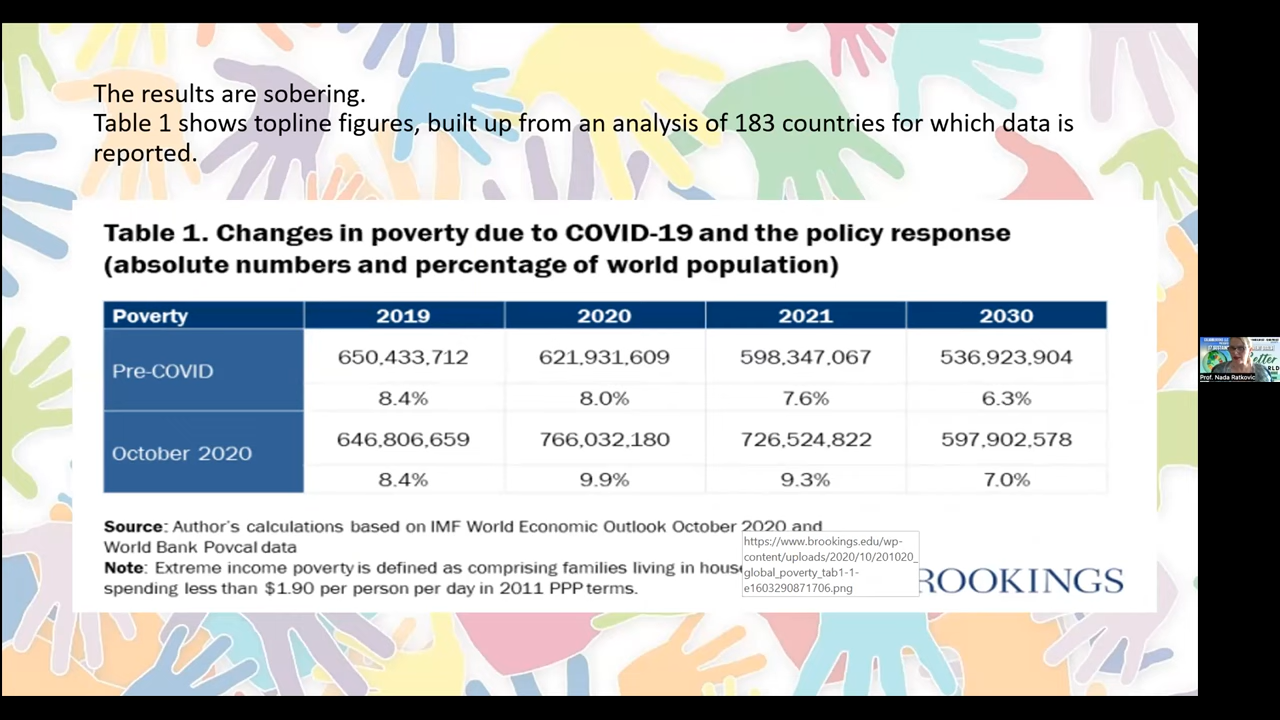 The results are sobering.
Table 1 shows topline figures, built up from an analysis of 183 countries for which data is
reported.
Table 1. Changes in poverty due to COVID-19 and the policy response
(absolute numbers and percentage of world population)
Poverty 2019 2020 2021 2030
Pre-COVID 650,433,712 621,931,609 598,347,067 536,923,904
8.4% 8.0% 7.6% 6.3%
October 2020 646,806,659 766,032,180 726,524,822 597,902,578
8.4% 9.9% 9.3% 7.0%
Source: Author's calculations based on IMF World Economic Outlook October 2020 and
World Bank Povcal data
Note: Extreme income poverty is defined as comprising families living in
spending less than $1.90 per person per day in 2011 PPP terms.
https://www.brookings.edu/wp-
content/uploads/2020/10/201020_
global_poverty_tab1-1-
e1603290871706.png
ROOKINGS
Prof. Nada Ratkovic